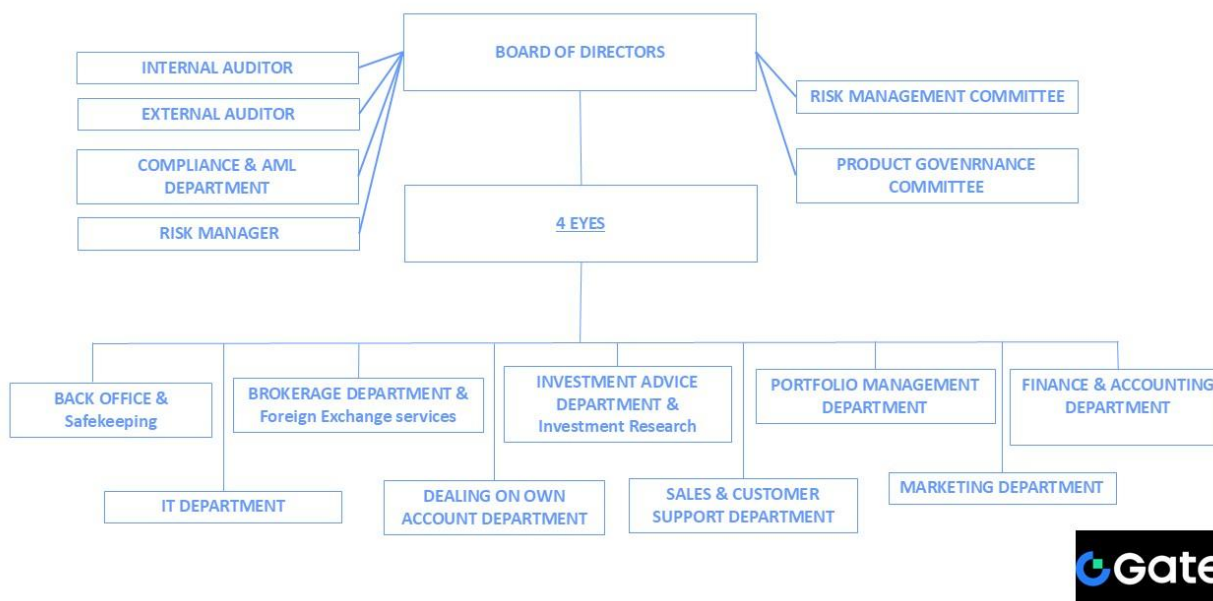 BOARD OF DIRECTORS
INTERNAL AUDITOR
EXTERNAL AUDITOR
COMPLIANCE & AML
DEPARTMENT
RISK MANAGER
RISK MANAGEMENT COMMITTEE
PRODUCT GOVENRNANCE
COMMITTEE
4 EYES
BACK OFFICE &
Safekeeping
BROKERAGE DEPARTMENT &
Foreign Exchange services
INVESTMENT ADVICE
DEPARTMENT &
Investment Research
PORTFOLIO MANAGEMENT
DEPARTMENT
FINANCE & ACCOUNTING
DEPARTMENT
IT DEPARTMENT
DEALING ON OWN
ACCOUNT DEPARTMENT
SALES & CUSTOMER
SUPPORT DEPARTMENT
MARKETING DEPARTMENT
Gate